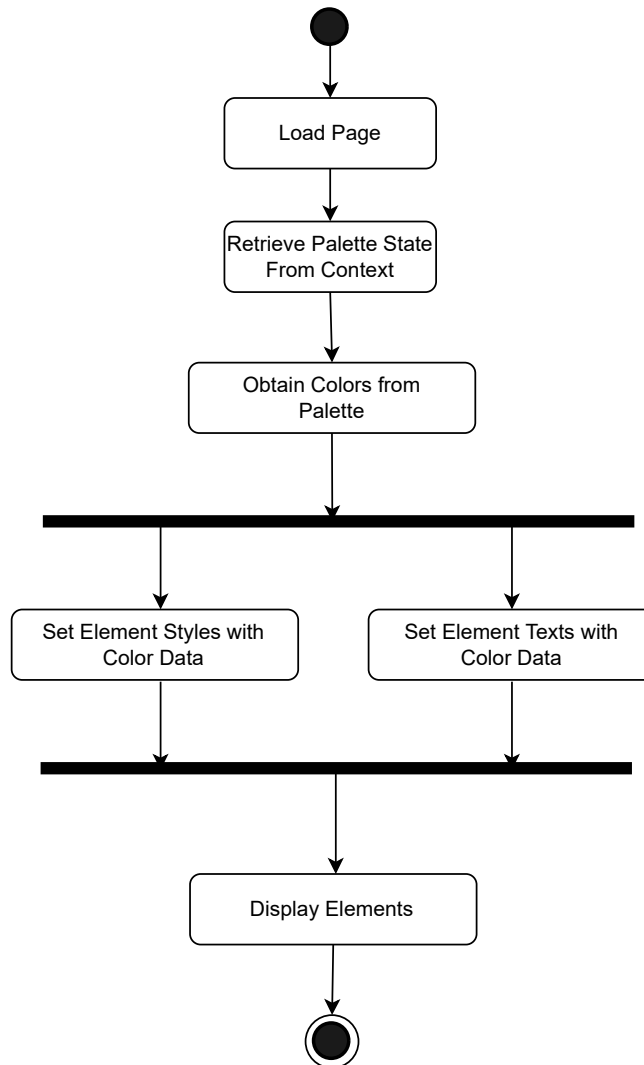 Load Page
Retrieve Palette State
From Context
Obtain Colors from
Palette
Set Element Styles with
Color Data
Set Element Texts with
Color Data
Display Elements